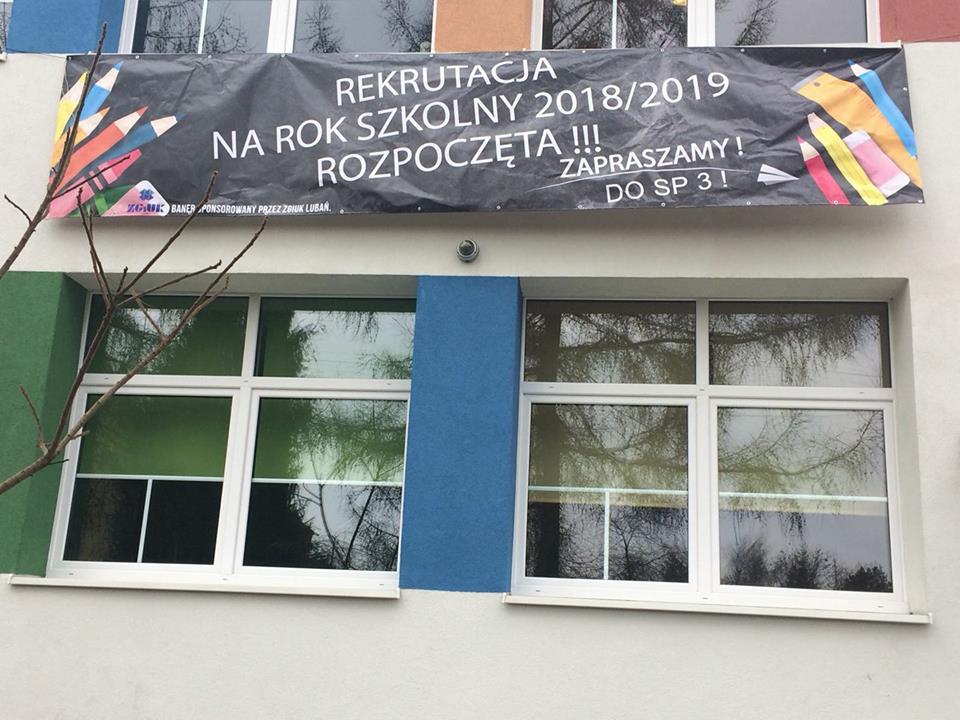 REKRUTACJA
NA ROK SZKOLNY 2018/2019
ROZPOCZĘTA !!!
ZAPRASZAMY !
DO SP 3 !
ZGiUK
BANER SPONSOROWANY PRZEZ ZGIUK LUBAŃ.